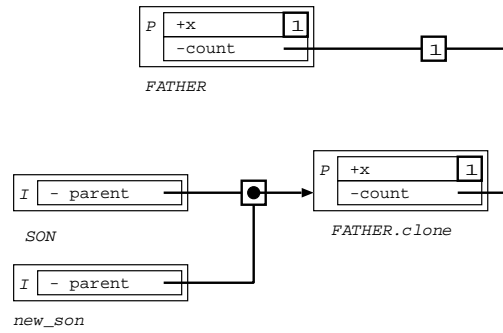 P +x 1
-count 1
FATHER
P +x 1
I - parent -count
SON FATHER.clone
I - parent
new_son